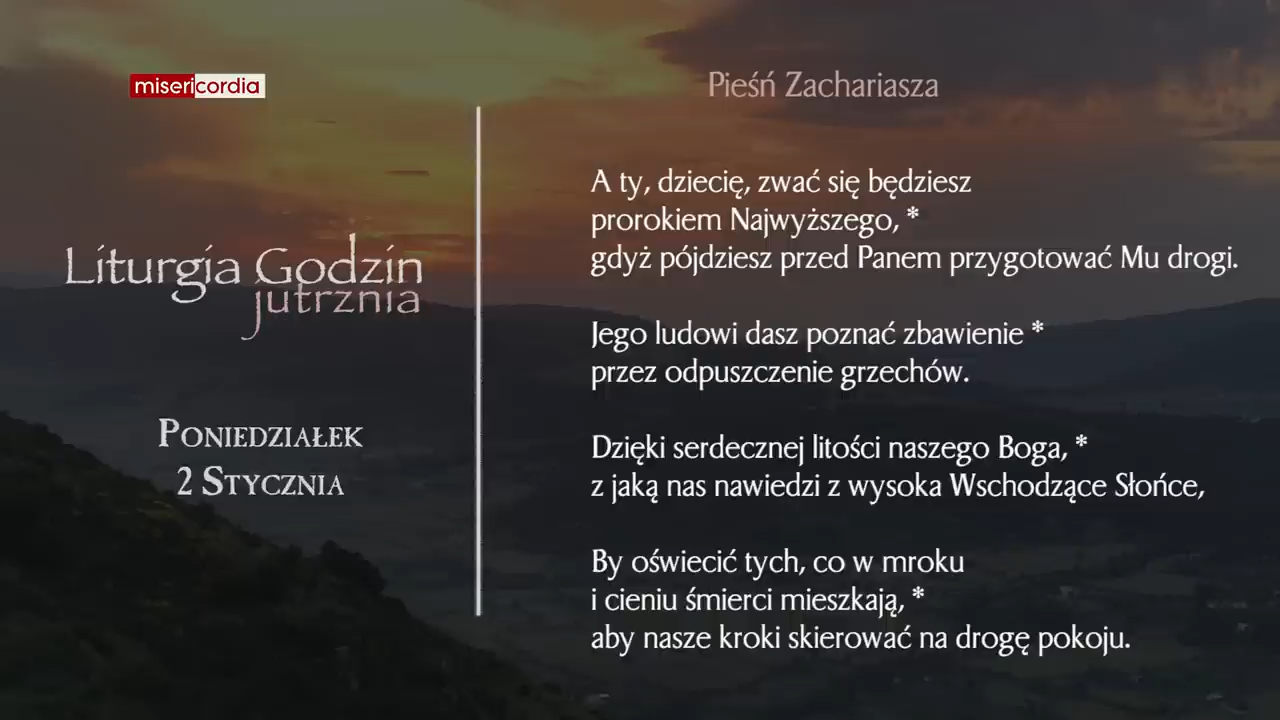 misericordia
Liturgia Godzin
jutrznia
Poniedziałek
2 Stycznia
Pieśń Zachariasza
A ty, dziecię, zwać się będziesz
prorokiem Najwyższego, *
gdyż pójdziesz przed Panem przygotować Mu drogi.
Jego ludowi dasz poznać zbawienie *
przez odpuszczenie grzechów.
Dzięki serdecznej litości naszego Boga, *
z jaką nas nawiedzi z wysoka Wschodzące Słońce,
By oświecić tych, co w mroku
i cieniu śmierci mieszkają, *
aby nasze kroki skierować na drogę pokoju.